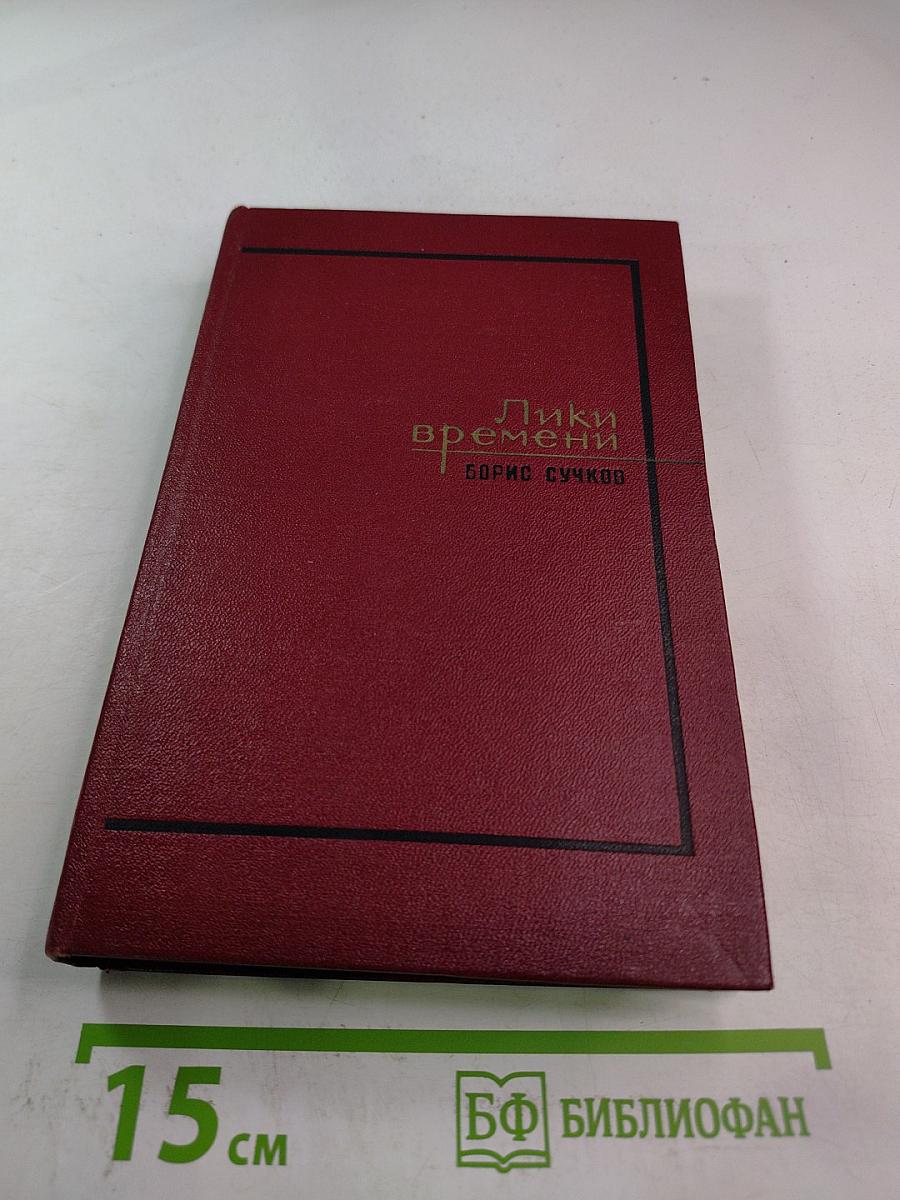 Лики
времени
БОРИС СУЧКОВ
15 см
БФ БИБЛИОФАН